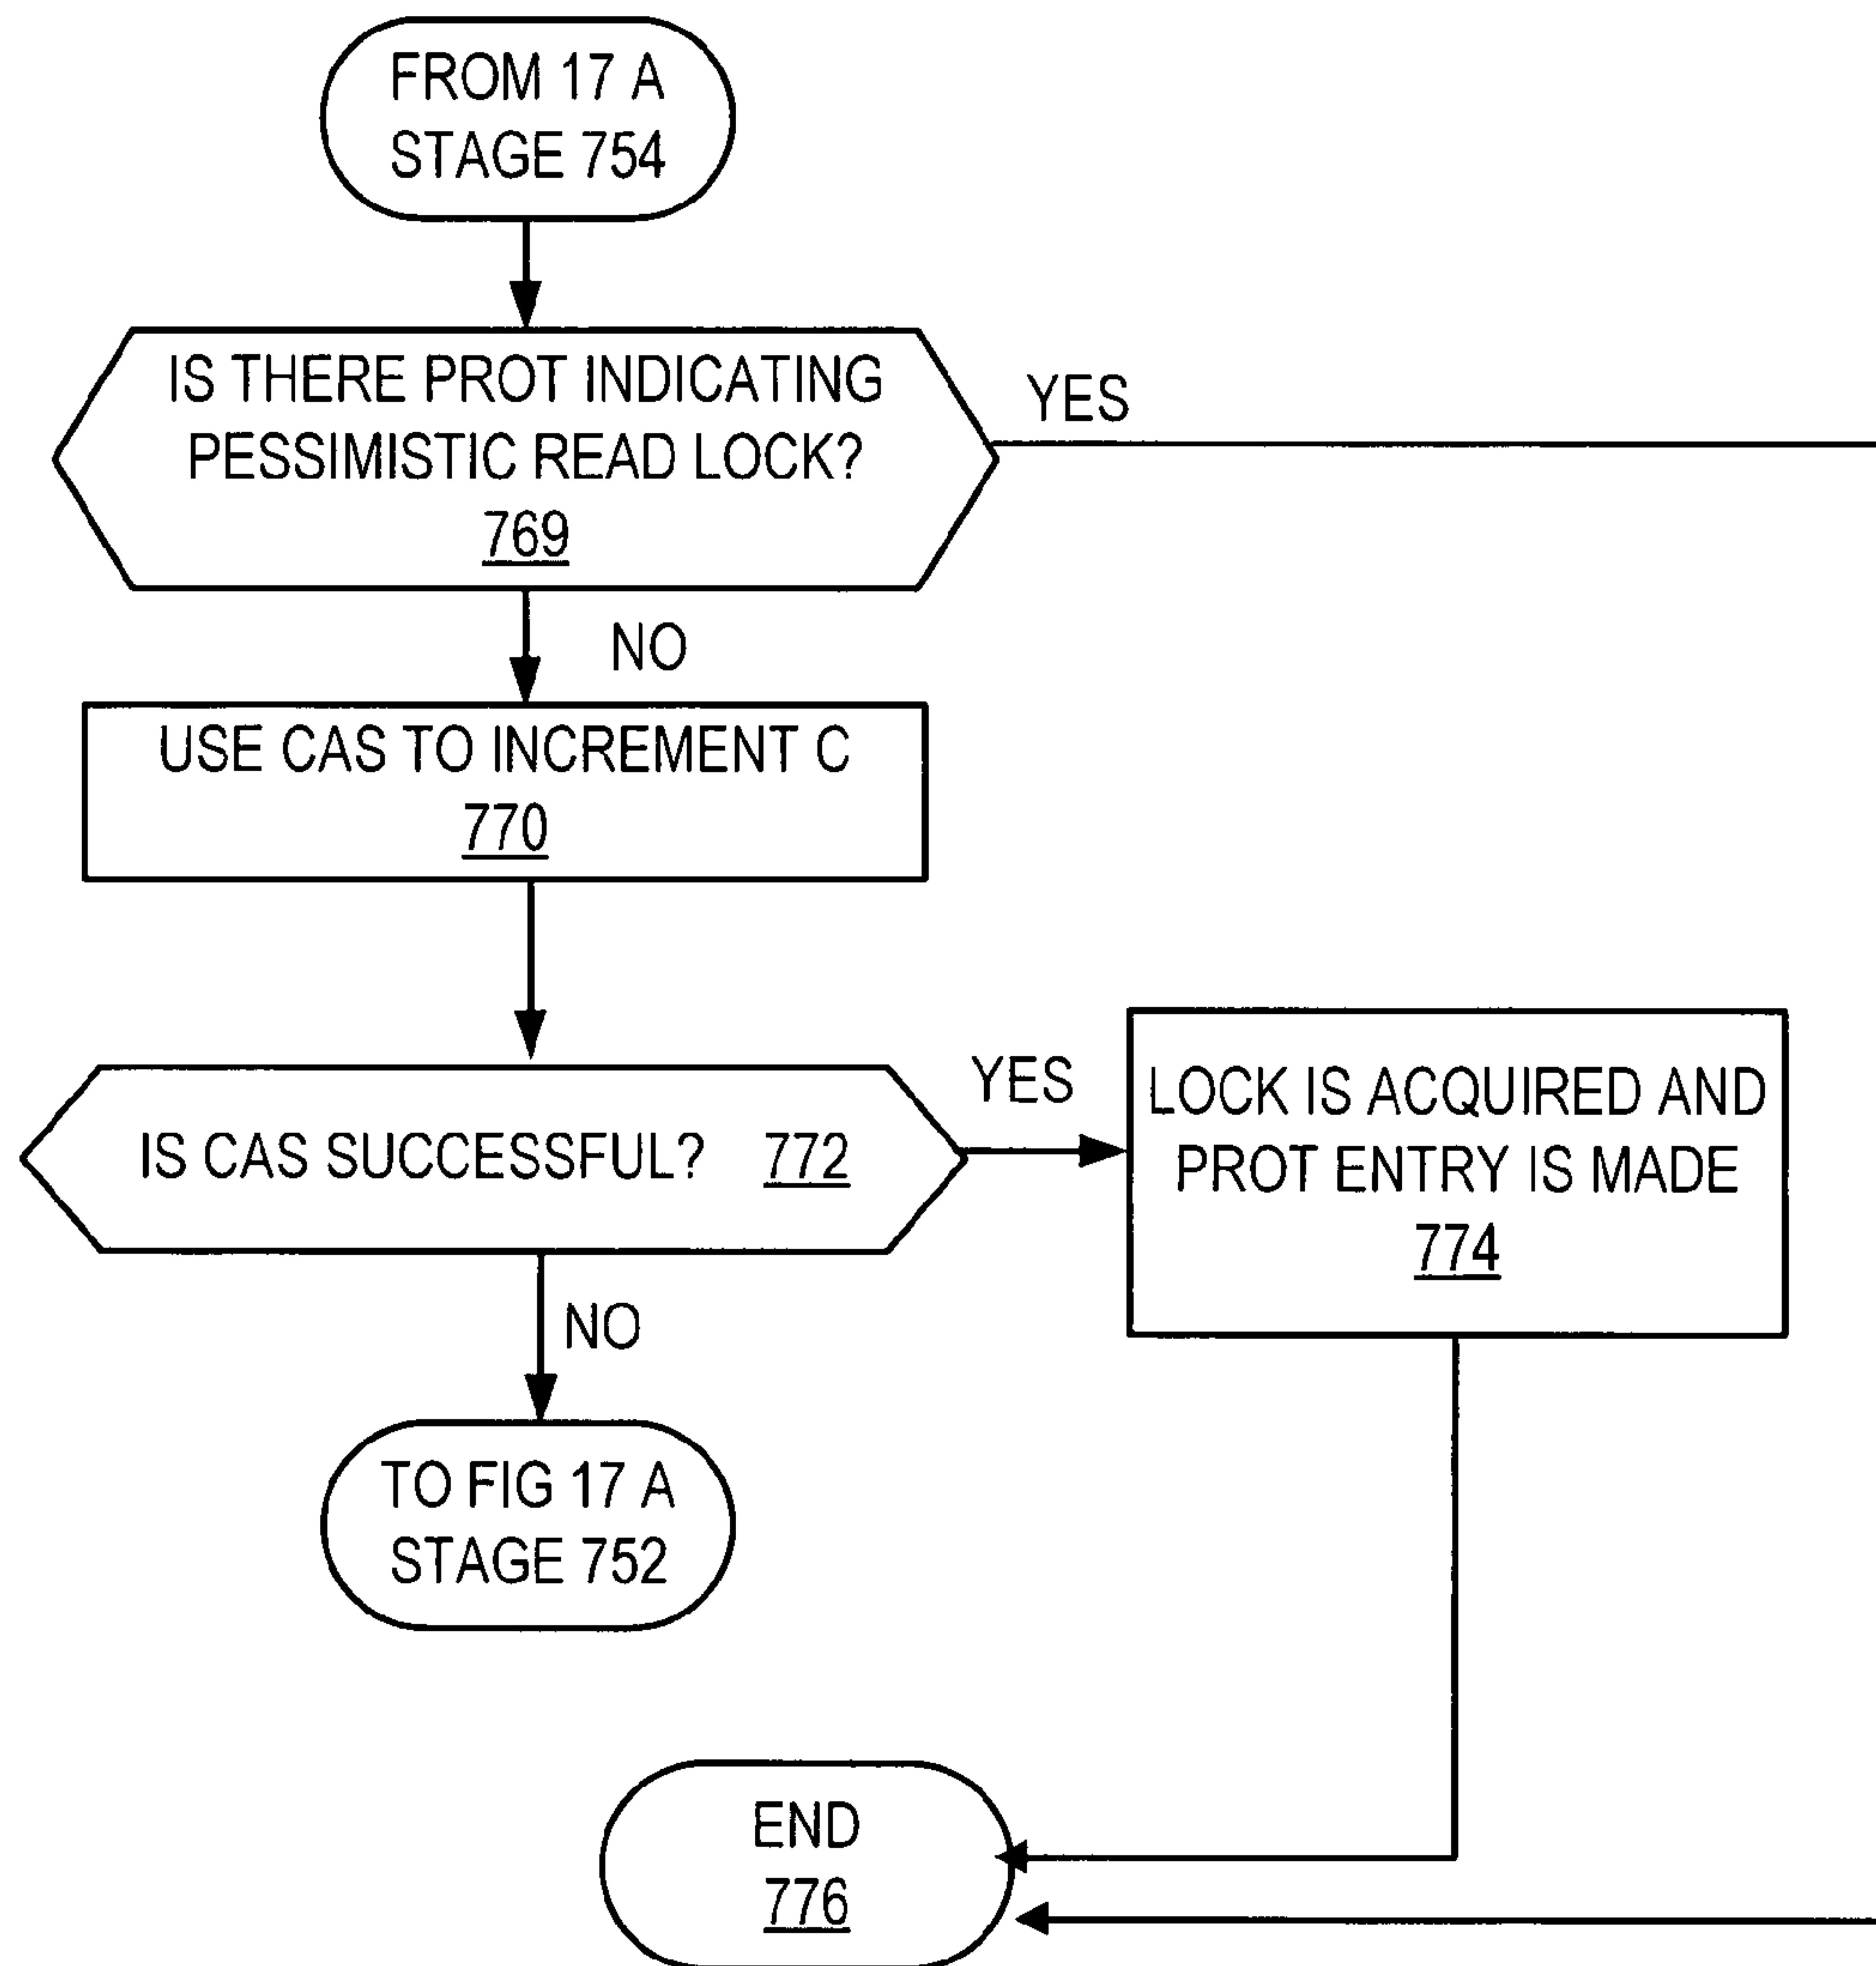 FROM 17 A
STAGE 754
IS THERE PROT INDICATING
PESSIMISTIC READ LOCK?
769
YES
NO
USE CAS TO INCREMENT C
770
IS CAS SUCCESSFUL? 772
YES
LOCK IS ACQUIRED AND
PROT ENTRY IS MADE
774
NO
TO FIG 17 A
STAGE 752
END
776